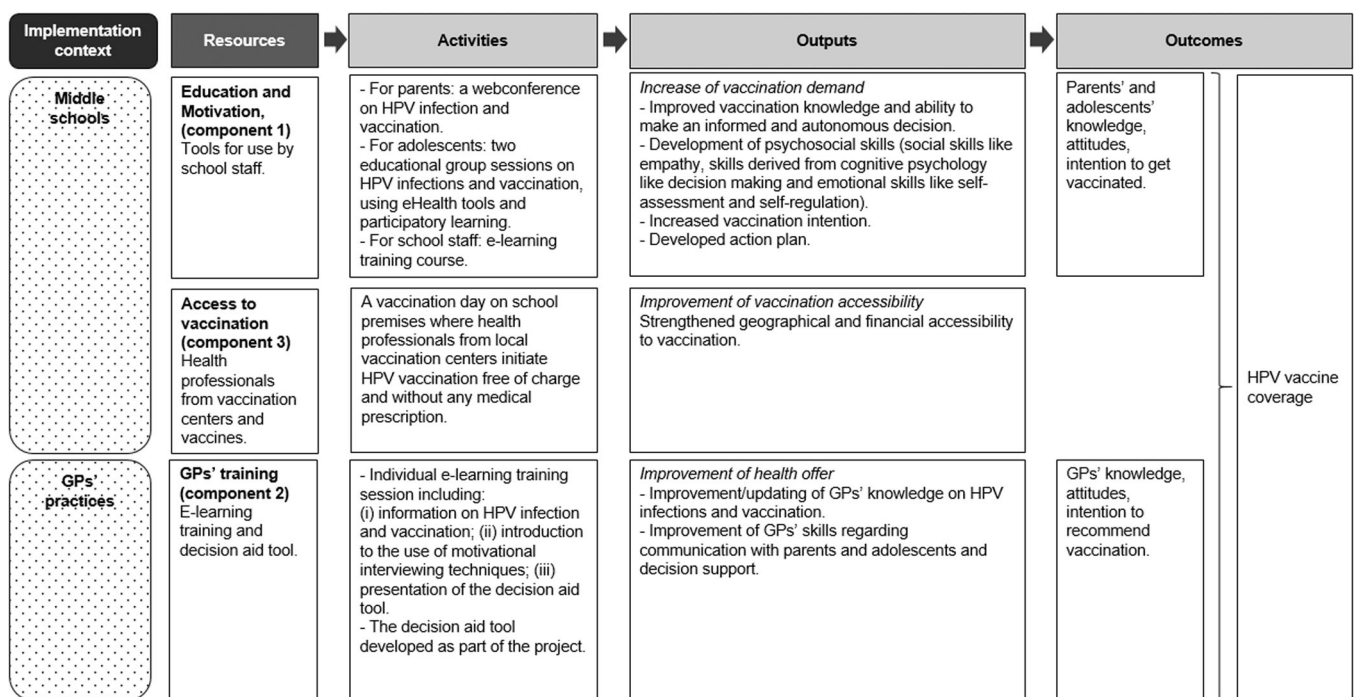 Implementation
context
Resources
Activities
Outputs
Outcomes
Middle
schools
Education and
Motivation,
(component 1)
Tools for use by
school staff.
- For parents: a webconference
on HPV infection and
vaccination.
- For adolescents: two
educational group sessions on
HPV infections and vaccination,
using eHealth tools and
participatory learning.
- For school staff: e-learning
training course.
Increase of vaccination demand
- Improved vaccination knowledge and ability to
make an informed and autonomous decision.
- Development of psychosocial skills (social skills like
empathy, skills derived from cognitive psychology
like decision making and emotional skills like self-
assessment and self-regulation).
- Increased vaccination intention.
- Developed action plan.
Parents' and
adolescents'
knowledge,
attitudes,
intention to get
vaccinated.
Access to
vaccination
(component 3)
Health
professionals
from vaccination
centers and
vaccines.
A vaccination day on school
premises where health
professionals from local
vaccination centers initiate
HPV vaccination free of charge
and without any medical
prescription.
Improvement of vaccination accessibility
Strengthened geographical and financial accessibility
to vaccination.
HPV vaccine
coverage
GPs'
practices
GPs' training
(component 2)
E-learning
training and
decision aid tool.
- Individual e-learning training
session including:
(i) information on HPV infection
and vaccination; (ii) introduction
to the use of motivational
interviewing techniques; (iii)
presentation of the decision aid
tool.
- The decision aid tool
developed as part of the project.
Improvement of health offer
- Improvement/updating of GPs' knowledge on HPV
infections and vaccination.
- Improvement of GPs' skills regarding
communication with parents and adolescents and
decision support.
GPs' knowledge,
attitudes,
intention to
recommend
vaccination.